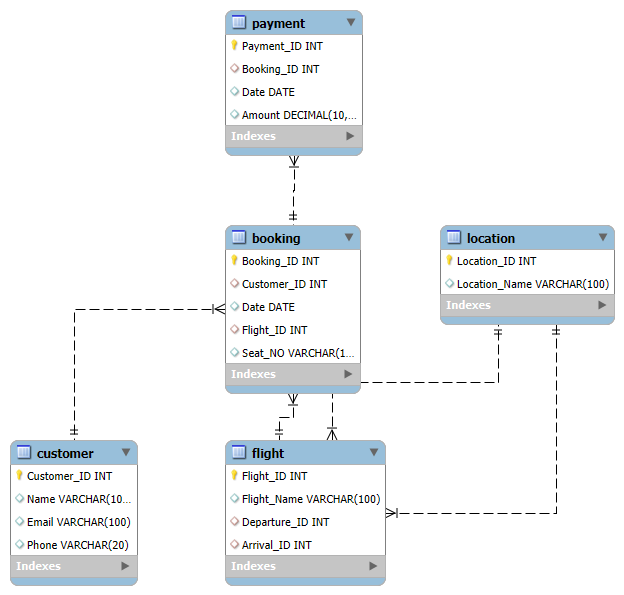 payment
Payment_ID INT
Booking_ID INT
Date DATE
Amount DECIMAL(10,...
Indexes
booking
Booking_ID INT
Customer_ID INT
Date DATE
Flight_ID INT
Seat_NO VARCHAR(1...
Indexes
location
Location_ID INT
Location_Name VARCHAR(100)
Indexes
customer
Customer_ID INT
Name VARCHAR(10...
Email VARCHAR(100)
Phone VARCHAR(20)
Indexes
flight
Flight_ID INT
Flight_Name VARCHAR(100)
Departure_ID INT
Arrival_ID INT
Indexes